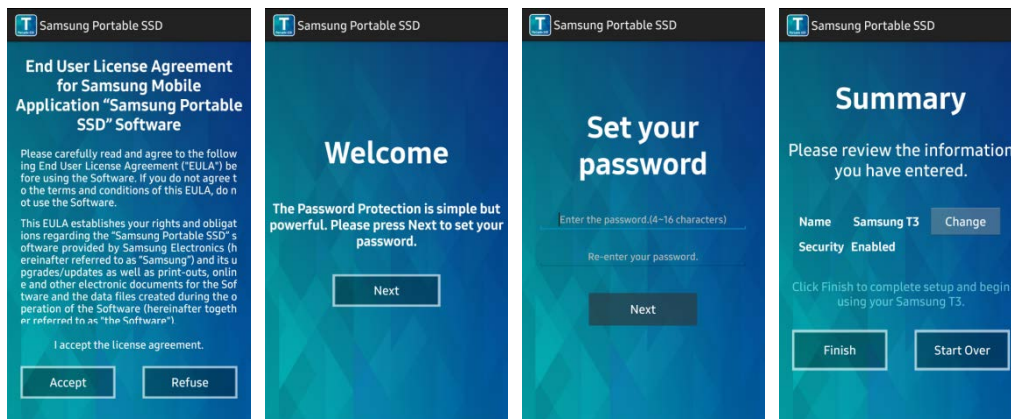 Samsung Portable SSD
End User License Agreement
for Samsung Mobile
Application “Samsung Portable
SSD” Software
Please carefully read and agree to the follow
ing End User License Agreement ("EULA") be
fore using the Software. If you do not agree t
o the terms and conditions of this EULA, do n
ot use the Software.
This EULA establishes your rights and obligat
ions regarding the “Samsung Portable SSD” s
oftware provided by Samsung Electronics (h
ereinafter referred to as "Samsung") and its u
pgrades/updates as well as print-outs, onlin
e and other electronic documents for the Sof
tware and the data files created during the o
peration of the Software (hereinafter togeth
er referred to as "the Software")
I accept the license agreement.
Accept
Refuse
Samsung Portable SSD
Welcome
The Password Protection is simple but
powerful. Please press Next to set your
password.
Next
Samsung Portable SSD
Set your
password
Enter the password.(4~16 characters)
Re-enter your password.
Next
Samsung Portable SSD
Summary
Please review the information
you have entered.
Name Samsung T3 Change
Security Enabled
Click Finish to complete setup and begin
using your Samsung T3.
Finish
Start Over